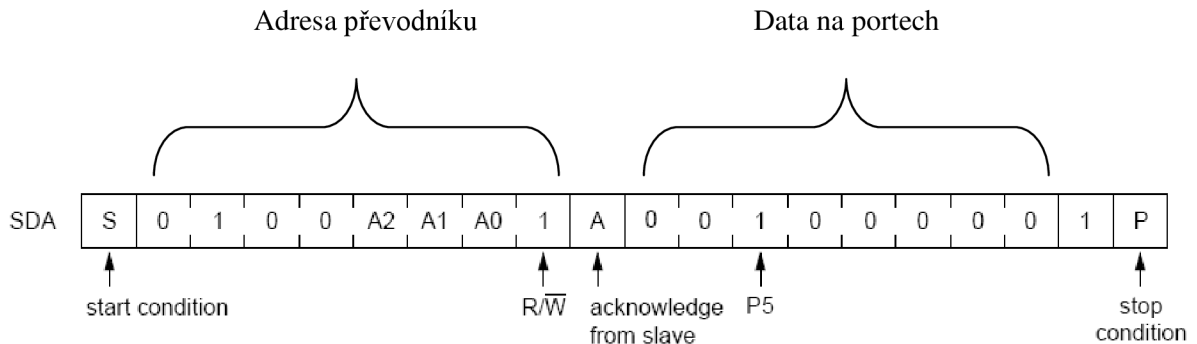 Adresa převodníku Data na portech
SDA S 0 1 0 0 A2 A1 A0 1 A 0 0 1 0 0 0 0 0 1 P
start condition R/W̅ acknowledge P5 stop
from slave condition